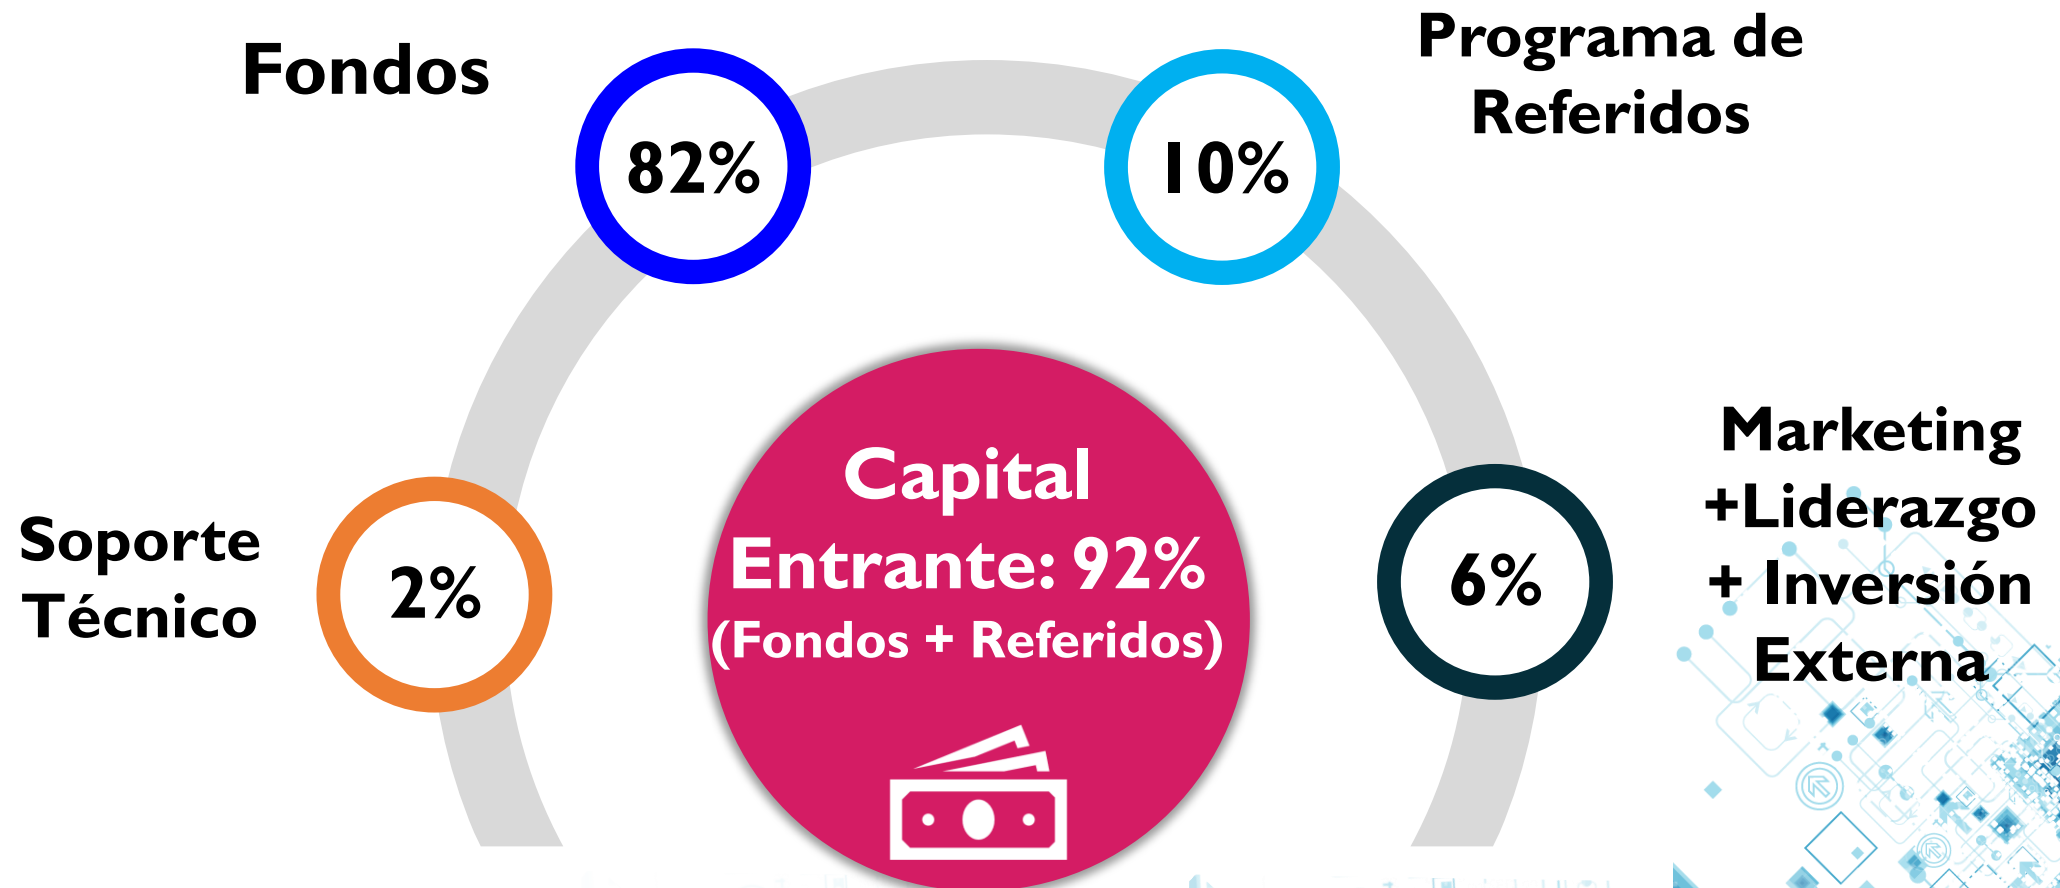 Fondos
82%
Programa de
Referidos
10%
Soporte
Técnico
2%
Capital
Entrante: 92%
(Fondos + Referidos)
Marketing
+Liderazgo
+ Inversión
Externa
6%